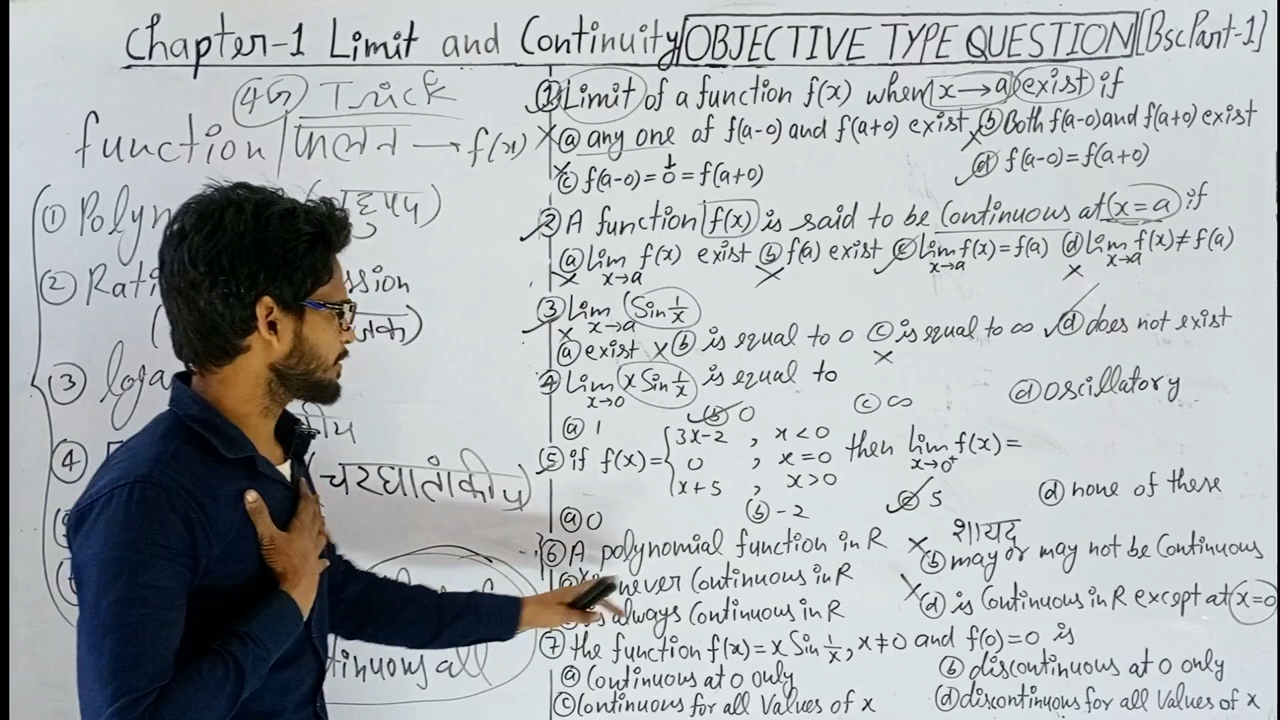 Chapter-1 Limit and Continuity OBJECTIVE TYPE QUESTION [Bsc Part-1]
Trick
function / फलन → f(x)
① Polyn
② Rati ssion
③ loga
④
(चरघातांकीय)
tinuous all
① Limit of a function f(x) when x→a exist if
ⓐ any one of f(a-0) and f(a+0) exist ⓑ Both f(a-0) and f(a+0) exist
ⓒ f(a-0) = ≠ 0 = f(a+0) ⓓ f(a-0) = f(a+0)
② A function f(x) is said to be Continuous at x=a if
ⓐ Lim x→a f(x) exist ⓑ f(a) exist ⓒ Lim x→a f(x) = f(a) ⓓ Lim x→a f(x) ≠ f(a)
③ Lim x→a Sin 1/x
ⓐ exist ⓑ is equal to 0 ⓒ is equal to ∞ ⓓ does not exist
④ Lim x→0 x Sin 1/x is equal to
ⓐ 1 ⓑ 0 ⓒ ∞ ⓓ oscillatory
⑤ if f(x) = { 3x-2 , x<0
0 , x=0
x+5 , x>0 then lim x→0⁺ f(x) =
ⓐ 0 ⓑ -2 ⓒ 5 ⓓ none of these
⑥ A polynomial function in R
शायद
never Continuous in R ⓑ may or may not be Continuous
always Continuous in R ⓓ is Continuous in R except at x=0
⑦ the function f(x) = x Sin 1/x, x≠0 and f(0)=0 is
ⓐ Continuous at 0 only ⓑ discontinuous at 0 only
ⓒ Continuous for all Values of x ⓓ discontinuous for all Values of x